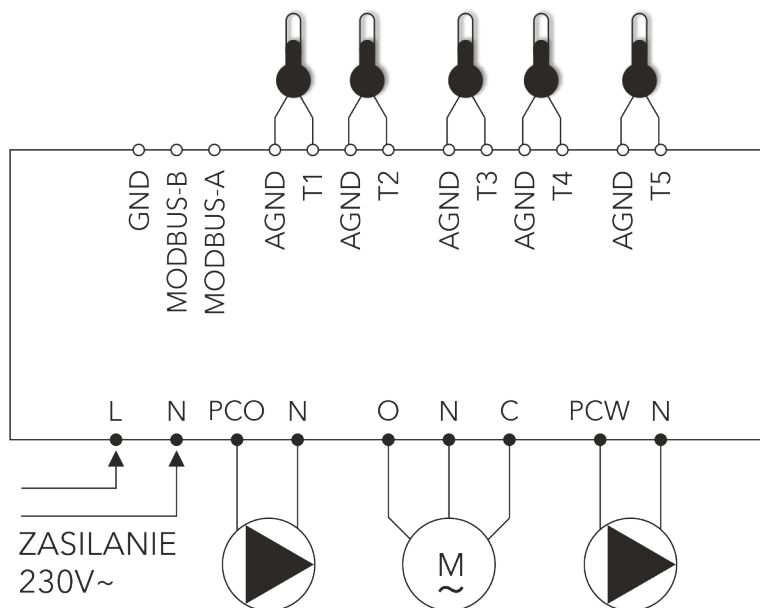 GND
MODBUS-B
MODBUS-A
AGND
T1
AGND
T2
AGND
T3
AGND
T4
AGND
T5
L N PCO N O N C PCW N
ZASILANIE
230V~
M
~